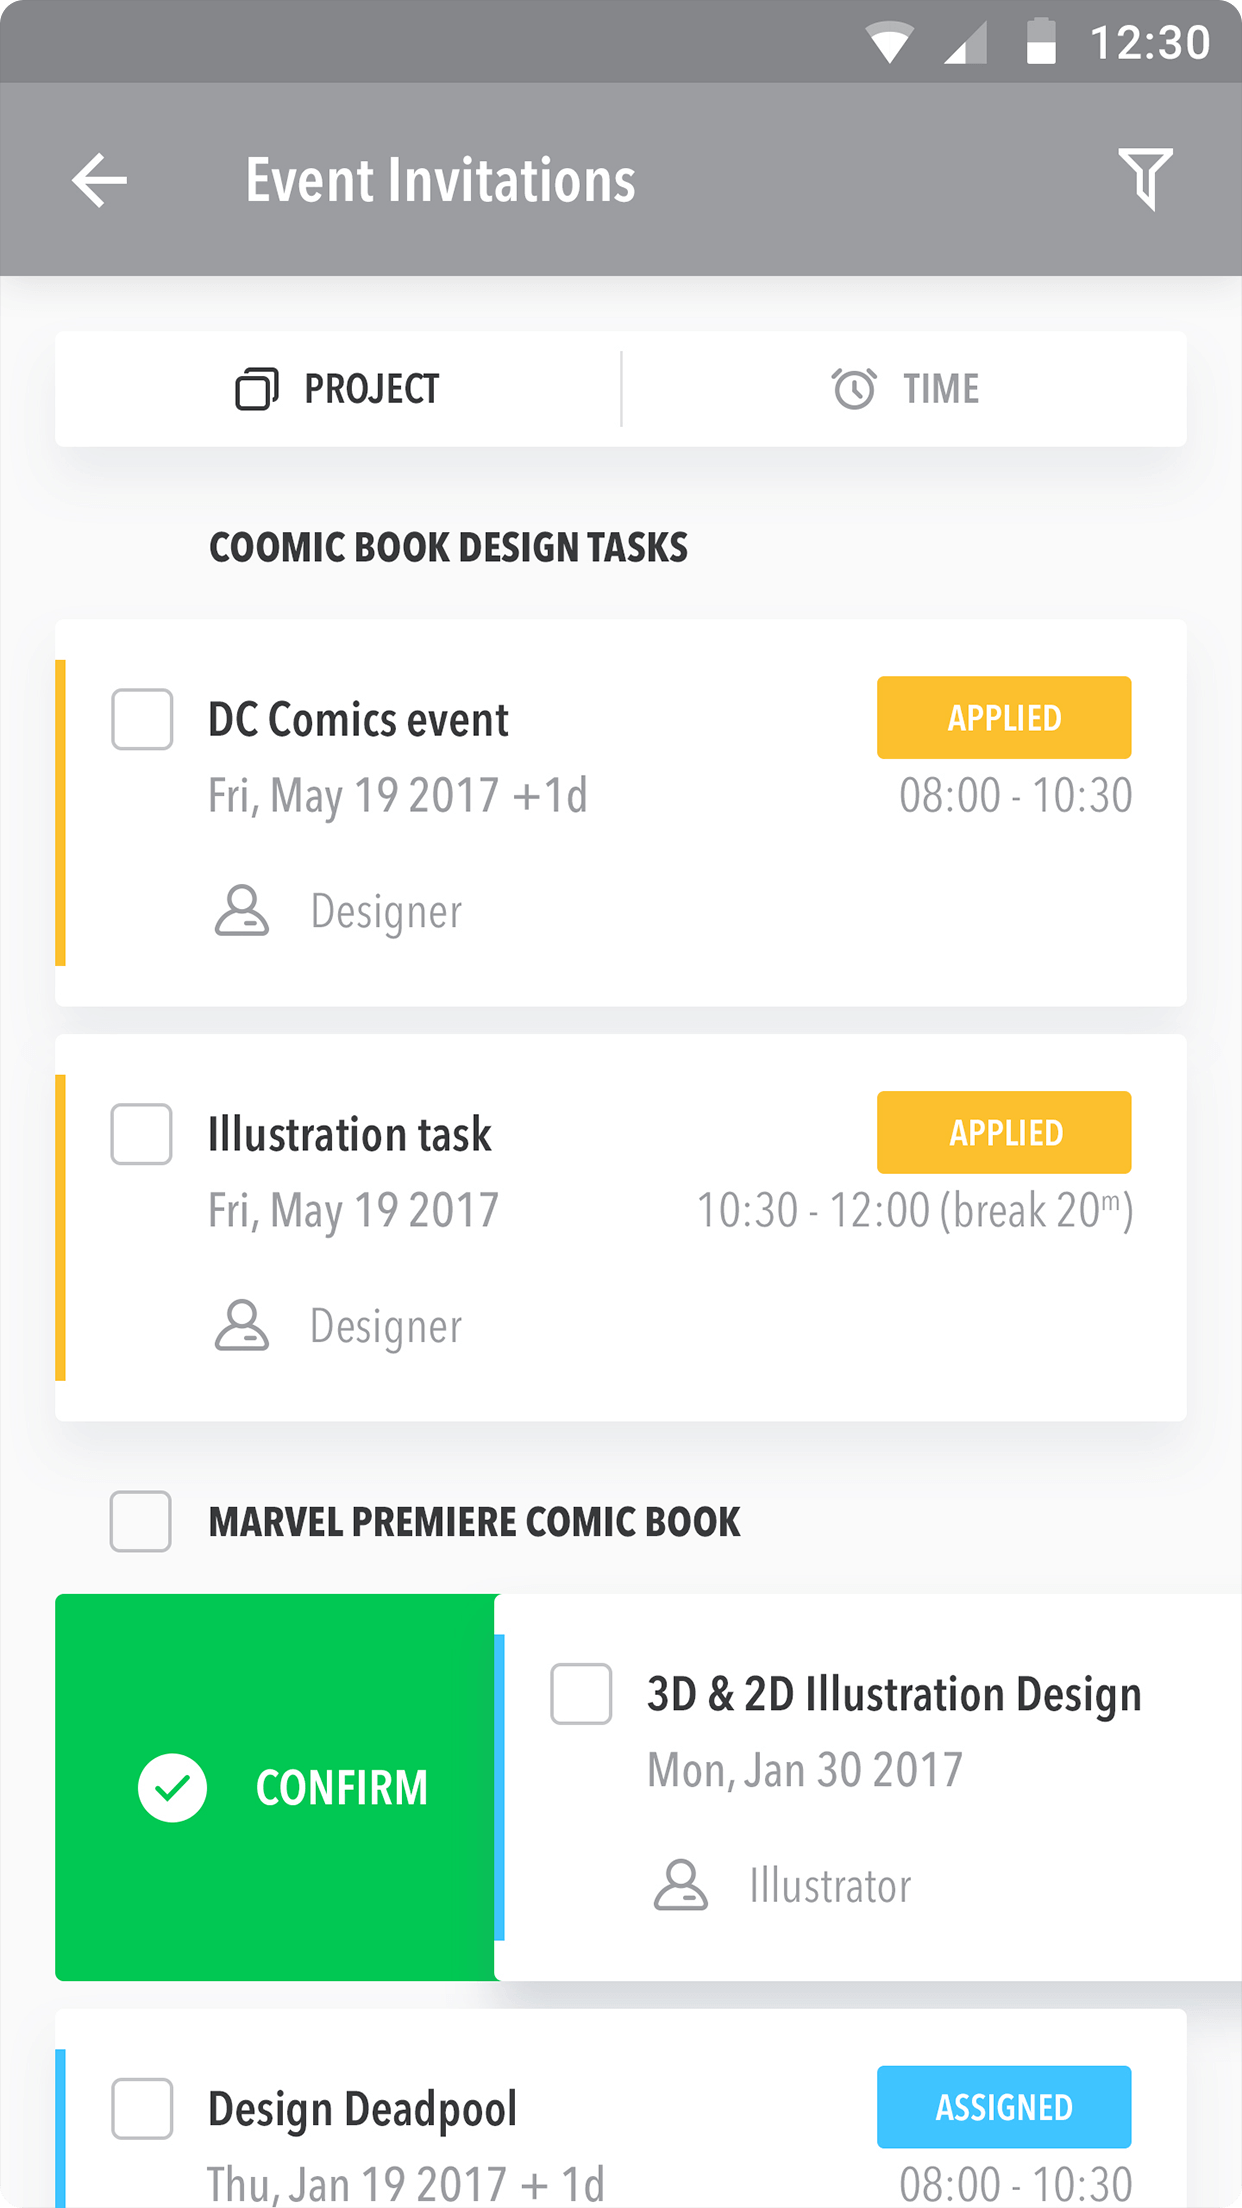 12:30
Event Invitations
PROJECT
TIME
COOMIC BOOK DESIGN TASKS
DC Comics event
APPLIED
Fri, May 19 2017 +1d
08:00 - 10:30
Designer
Illustration task
APPLIED
Fri, May 19 2017
10:30 - 12:00 (break 20ᵐ)
Designer
MARVEL PREMIERE COMIC BOOK
CONFIRM
3D & 2D Illustration Design
Mon, Jan 30 2017
Illustrator
Design Deadpool
ASSIGNED
Thu, Jan 19 2017 + 1d
08:00 - 10:30